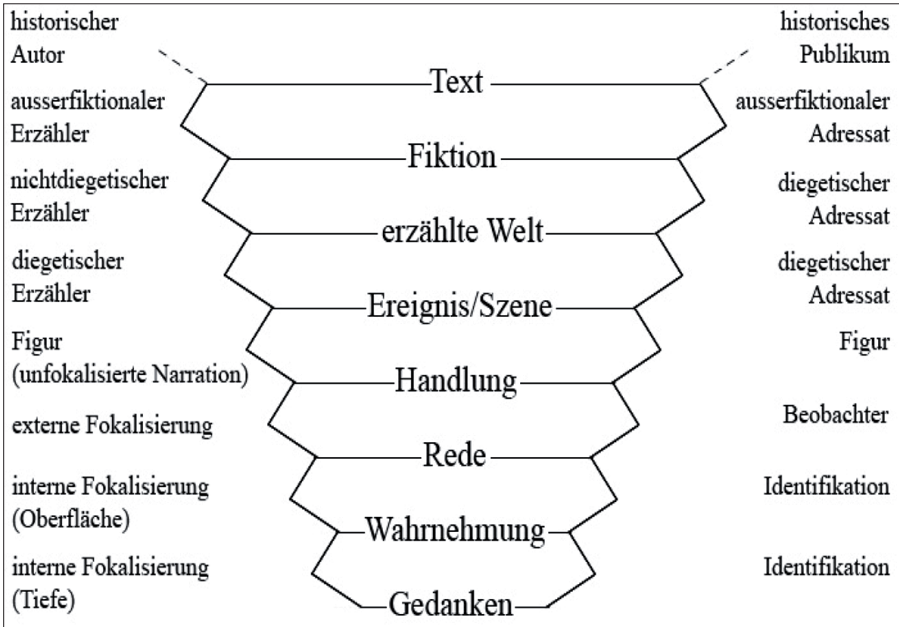 historischer
Autor
historisches
Publikum
Text
ausserfiktionaler
Erzähler
ausserfiktionaler
Adressat
Fiktion
nichtdiegetischer
Erzähler
diegetischer
Adressat
erzählte Welt
diegetischer
Erzähler
diegetischer
Adressat
Ereignis/Szene
Figur
(unfokalisierte Narration)
Figur
Handlung
externe Fokalisierung
Beobachter
Rede
interne Fokalisierung
(Oberfläche)
Identifikation
Wahrnehmung
interne Fokalisierung
(Tiefe)
Identifikation
Gedanken